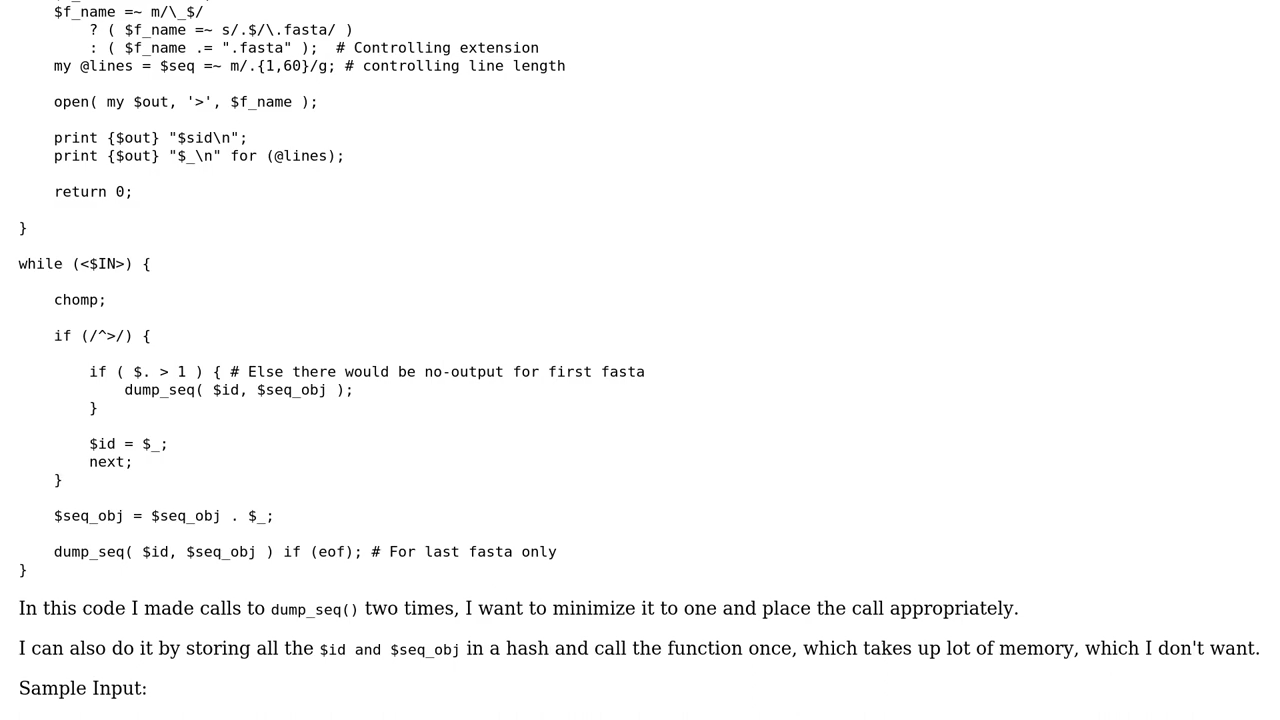 $f_name =~ m/\_$/
? ( $f_name =~ s/.$/\.fasta/ )
: ( $f_name .= ".fasta" );  # Controlling extension
my @lines = $seq =~ m/.{1,60}/g; # controlling line length
open( my $out, '>', $f_name );
print {$out} "$sid\n";
print {$out} "$_\n" for (@lines);
return 0;
}
while (<$IN>) {
chomp;
if (/^>/) {
if ( $. > 1 ) { # Else there would be no-output for first fasta
dump_seq( $id, $seq_obj );
}
$id = $_;
next;
}
$seq_obj = $seq_obj . $_;
dump_seq( $id, $seq_obj ) if (eof); # For last fasta only
}
In this code I made calls to dump_seq() two times, I want to minimize it to one and place the call appropriately.
I can also do it by storing all the $id and $seq_obj in a hash and call the function once, which takes up lot of memory, which I don't want.
Sample Input: